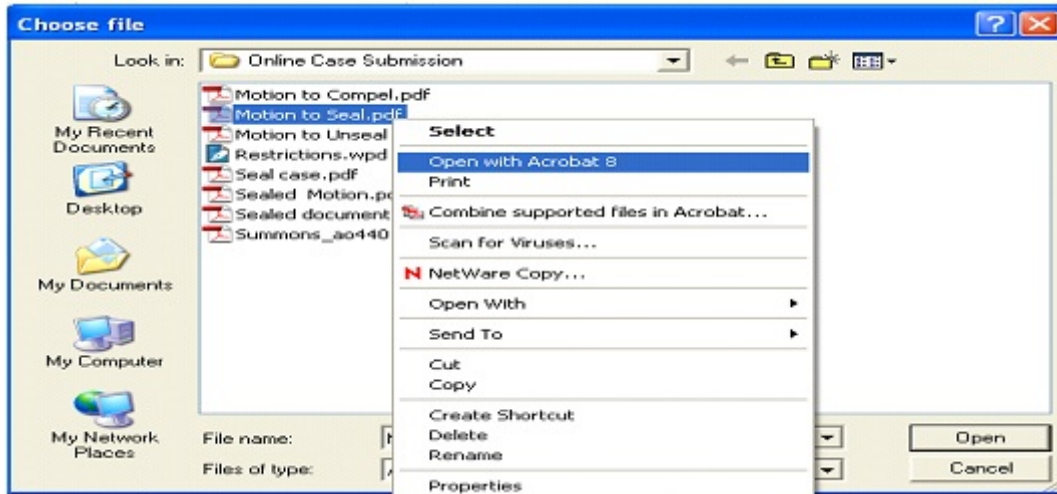 Choose file
Look in:
Online Case Submission
My Recent
Documents
Desktop
My Documents
My Computer
My Network
Places
Motion to Compel.pdf
Motion to Seal.pdf
Motion to Unseal
Restrictions.wpd
Seal case.pdf
Sealed Motion.pd
Sealed document
Summons_ao440
Select
Open with Acrobat 8
Print
Combine supported files in Acrobat...
Scan for Viruses...
NetWare Copy...
Open With
Send To
Cut
Copy
Create Shortcut
Delete
Rename
Properties
File name:
Files of type:
Open
Cancel